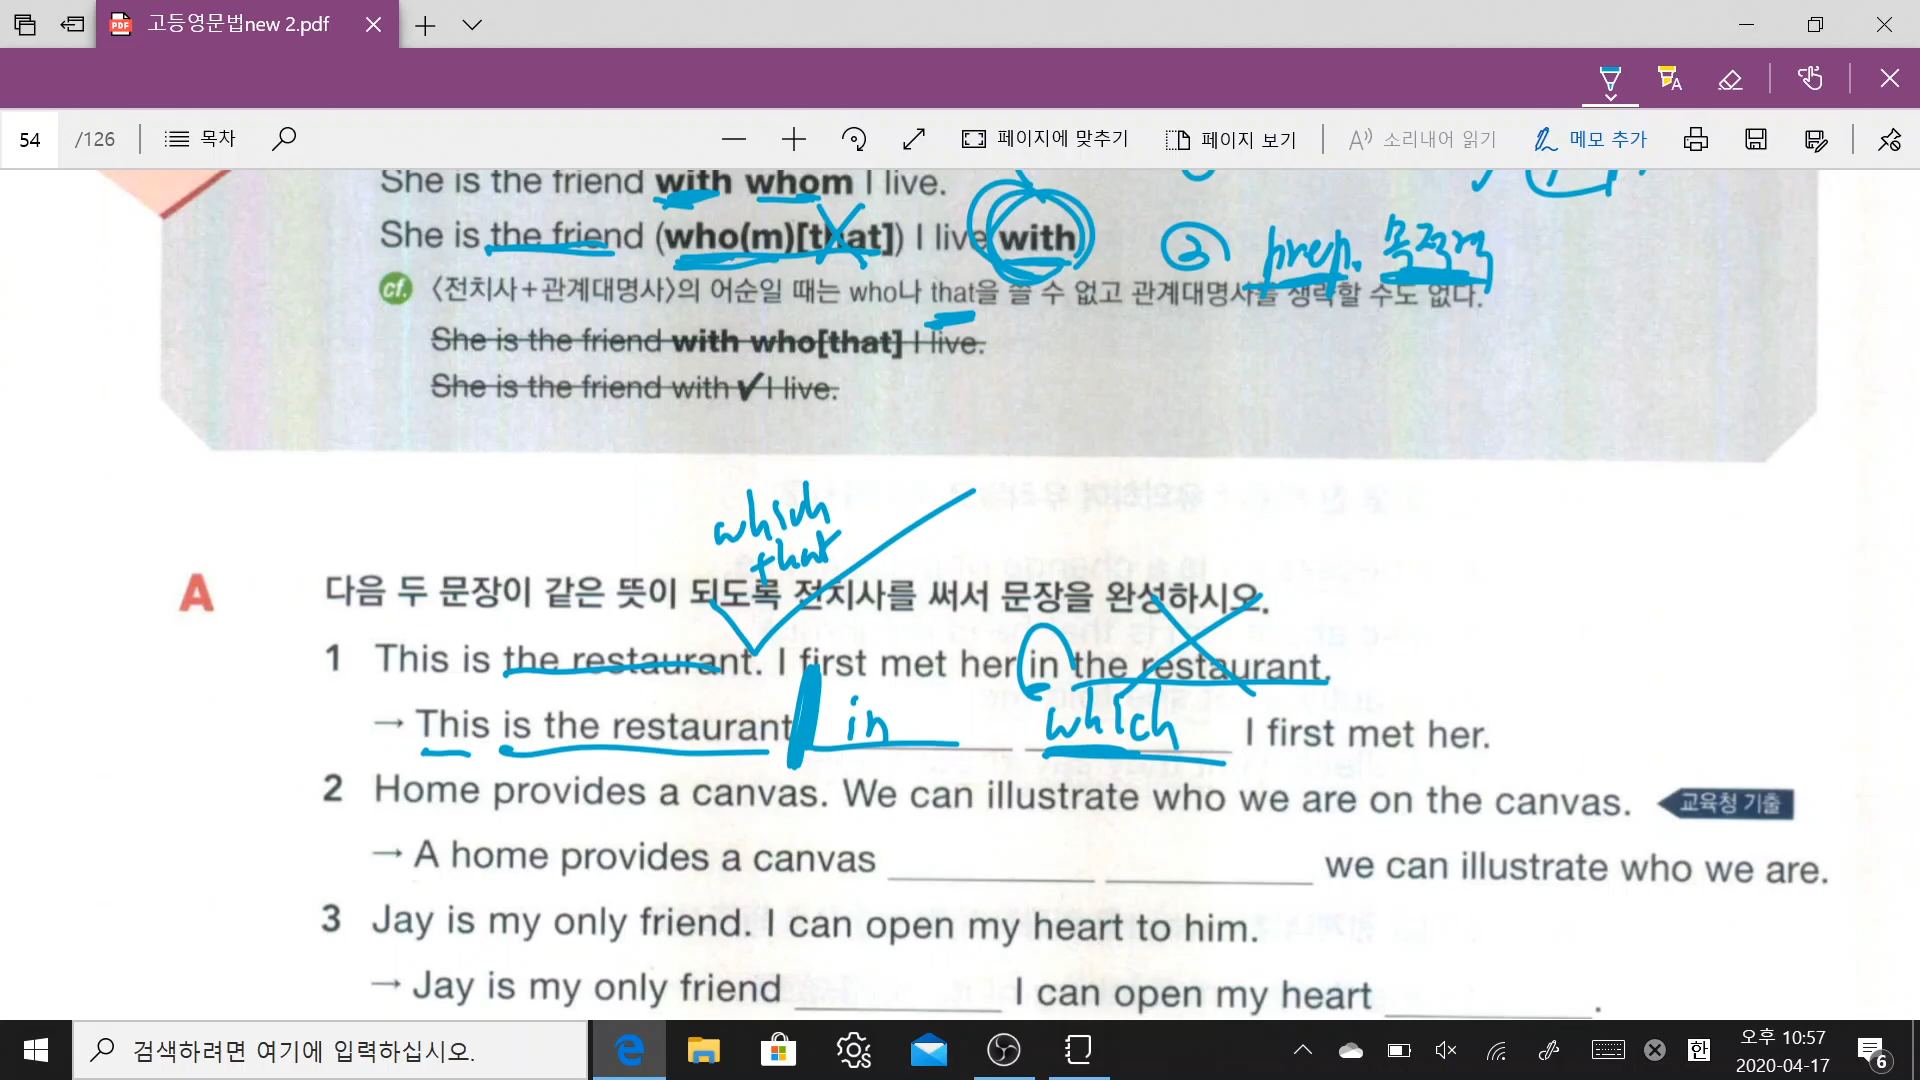 고등영문법new 2.pdf
54 /126 목차 페이지에 맞추기 페이지 보기 소리내어 읽기 메모 추가
She is the friend with whom I live.
She is the friend (who(m)[that]) I live with
② prep. 목적격
cf. <전치사+관계대명사>의 어순일 때는 who나 that을 쓸 수 없고 관계대명사를 생략할 수도 없다.
She is the friend with who[that] I live.
She is the friend with ✓ I live.
which
that
A 다음 두 문장이 같은 뜻이 되도록 전치사를 써서 문장을 완성하시오.
1 This is the restaurant. I first met her in the restaurant.
→ This is the restaurant in which I first met her.
2 Home provides a canvas. We can illustrate who we are on the canvas. 교육청 기출
→ A home provides a canvas ________ ________ we can illustrate who we are.
3 Jay is my only friend. I can open my heart to him.
→ Jay is my only friend ________ I can open my heart ________.
검색하려면 여기에 입력하십시오.
한
오후 10:57
2020-04-17
6